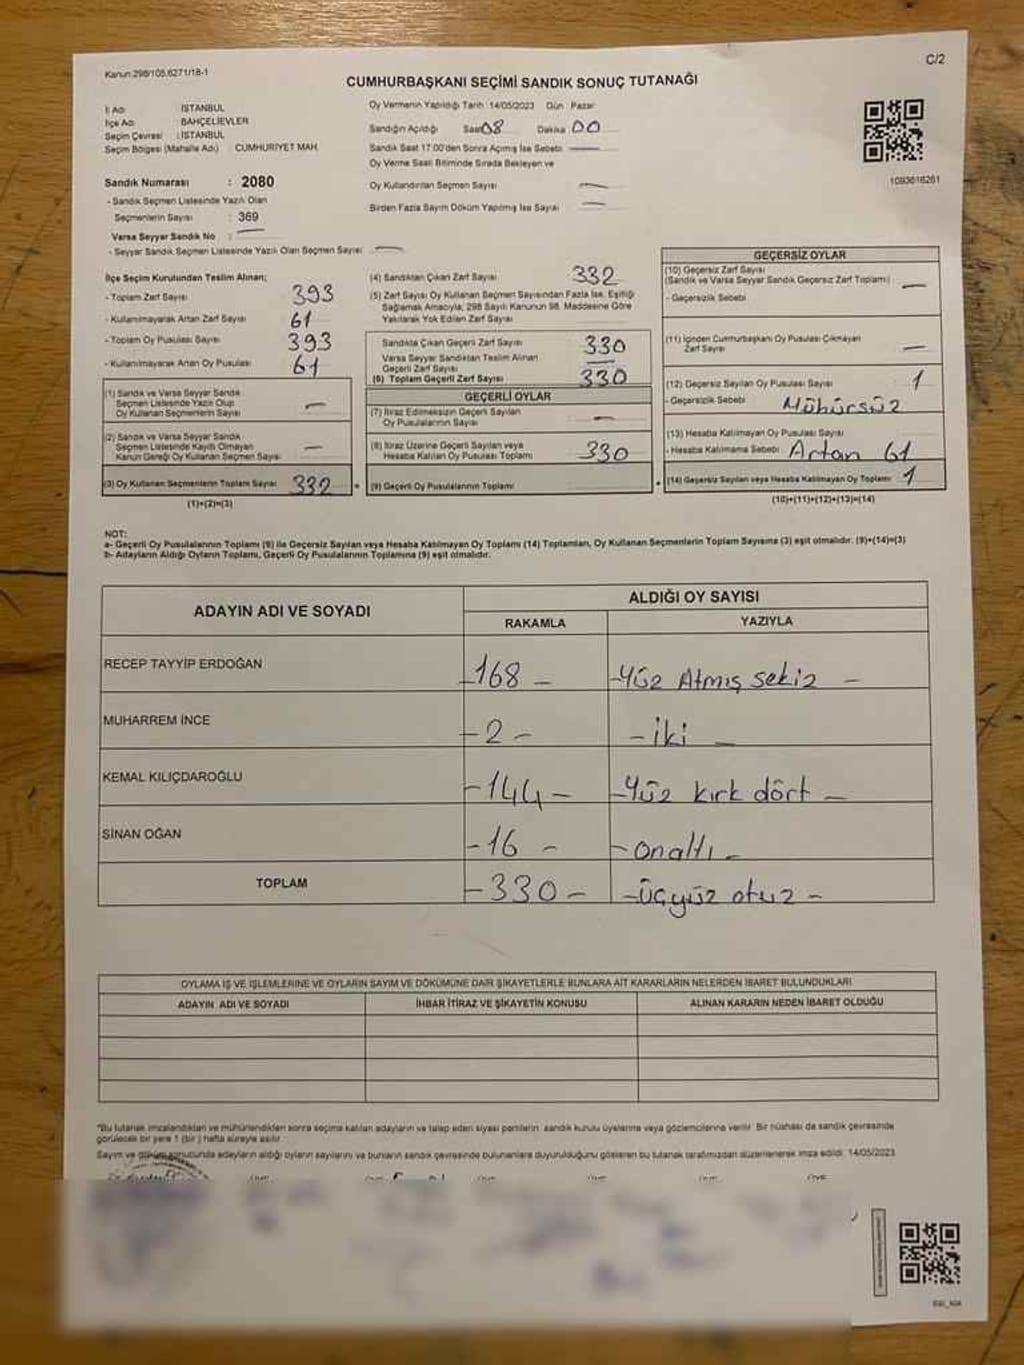 C/2
Kanun:298/105,6271/18-1
CUMHURBAŞKANI SEÇİMİ SANDIK SONUÇ TUTANAĞI
İl Adı İSTANBUL
İlçe Adı BAHÇELİEVLER
Seçim Çevresi : İSTANBUL
Seçim Bölgesi (Mahalle Adı) CUMHURİYET MAH.
Oy Vermenin Yapıldığı Tarih 14/05/2023 Gün Pazar
Sandığın Açıldığı Saat 08 Dakika 00
Sandık Saat 17:00'den Sonra Açılmış İse Sebebi
Oy Verme Saati Bitiminde Sırada Bekleyen ve
Oy Kullandırılan Seçmen Sayısı
Birden Fazla Sayım Döküm Yapılmış İse Sayısı
1093616261
Sandık Numarası : 2080
- Sandık Seçmen Listesinde Yazılı Olan
Seçmenlerin Sayısı : 369
Varsa Seyyar Sandık No :
- Seyyar Sandık Seçmen Listesinde Yazılı Olan Seçmen Sayısı
İlçe Seçim Kurulundan Teslim Alınan;
- Toplam Zarf Sayısı 393
- Kullanılmayarak Artan Zarf Sayısı 61
- Toplam Oy Pusulası Sayısı 393
- Kullanılmayarak Artan Oy Pusulası 61
(1) Sandık ve Varsa Seyyar Sandık
Seçmen Listesinde Yazılı Olup
Oy Kullanan Seçmenlerin Sayısı –
(2) Sandık ve Varsa Seyyar Sandık
Seçmen Listesinde Kayıtlı Olmayan
Kanun Gereği Oy Kullanan Seçmen Sayısı –
(3) Oy Kullanan Seçmenlerin Toplam Sayısı 332
(1)+(2)=(3)
(4) Sandıktan Çıkan Zarf Sayısı 332
(5) Zarf Sayısı Oy Kullanan Seçmen Sayısından Fazla İse, Eşitliği
Sağlamak Amacıyla, 298 Sayılı Kanunun 98. Maddesine Göre
Yakılarak Yok Edilen Zarf Sayısı
Sandıkta Çıkan Geçerli Zarf Sayısı 330
Varsa Seyyar Sandıktan Teslim Alınan
Geçerli Zarf Sayısı –
(6) Toplam Geçerli Zarf Sayısı 330
GEÇERLİ OYLAR
(7) İtiraz Edilmeksizin Geçerli Sayılan
Oy Pusulalarının Sayısı –
(8) İtiraz Üzerine Geçerli Sayılan veya
Hesaba Katılan Oy Pusulası Toplamı 330
(9) Geçerli Oy Pusulalarının Toplamı
GEÇERSİZ OYLAR
(10) Geçersiz Zarf Sayısı
(Sandık ve Varsa Seyyar Sandık Geçersiz Zarf Toplamı) –
- Geçersizlik Sebebi
(11) İçinden Cumhurbaşkanı Oy Pusulası Çıkmayan
Zarf Sayısı –
(12) Geçersiz Sayılan Oy Pusulası Sayısı 1
- Geçersizlik Sebebi Mühürsüz
(13) Hesaba Katılmayan Oy Pusulası Sayısı
- Hesaba Katılmama Sebebi Artan 61
(14) Geçersiz Sayılan veya Hesaba Katılmayan Oy Toplamı 1
(10)+(11)+(12)+(13)=(14)
NOT:
a- Geçerli Oy Pusulalarının Toplamı (9) ile Geçersiz Sayılan veya Hesaba Katılmayan Oy Toplamı (14) Toplamları, Oy Kullanan Seçmenlerin Toplam Sayısına (3) eşit olmalıdır. (9)+(14)=(3)
b- Adayların Aldığı Oyların Toplamı, Geçerli Oy Pusulalarının Toplamına (9) eşit olmalıdır.
ADAYIN ADI VE SOYADI ALDIĞI OY SAYISI
RAKAMLA YAZIYLA
RECEP TAYYİP ERDOĞAN -168- -Yüz Atmış sekiz-
MUHARREM İNCE -2- -iki-
KEMAL KILIÇDAROĞLU -144- -Yüz kırk dört-
SİNAN OĞAN -16- -onaltı-
TOPLAM -330- -üçyüz otuz-
OYLAMA İŞ VE İŞLEMLERİNE VE OYLARIN SAYIM VE DÖKÜMÜNE DAİR ŞİKAYETLERLE BUNLARA AİT KARARLARIN NELERDEN İBARET BULUNDUKLARI
ADAYIN ADI VE SOYADI İHBAR İTİRAZ VE ŞİKAYETİN KONUSU ALINAN KARARIN NEDEN İBARET OLDUĞU
*Bu tutanak imzalandıktan ve mühürlendikten sonra seçime katılan adayların ve talep eden siyasi partilerin sandık kurulu üyelerine veya gözlemcilerine verilir. Bir nüshası da sandık çevresinde
görülecek bir yere 1 (bir) hafta süreyle asılır.
Sayım ve döküm sonucunda adayların aldığı oyların sayılarını ve bunların sandık çevresinde bulunanlara duyurulduğunu gösteren bu tutanak tarafımızdan düzenlenerek imza edildi. 14/05/2023